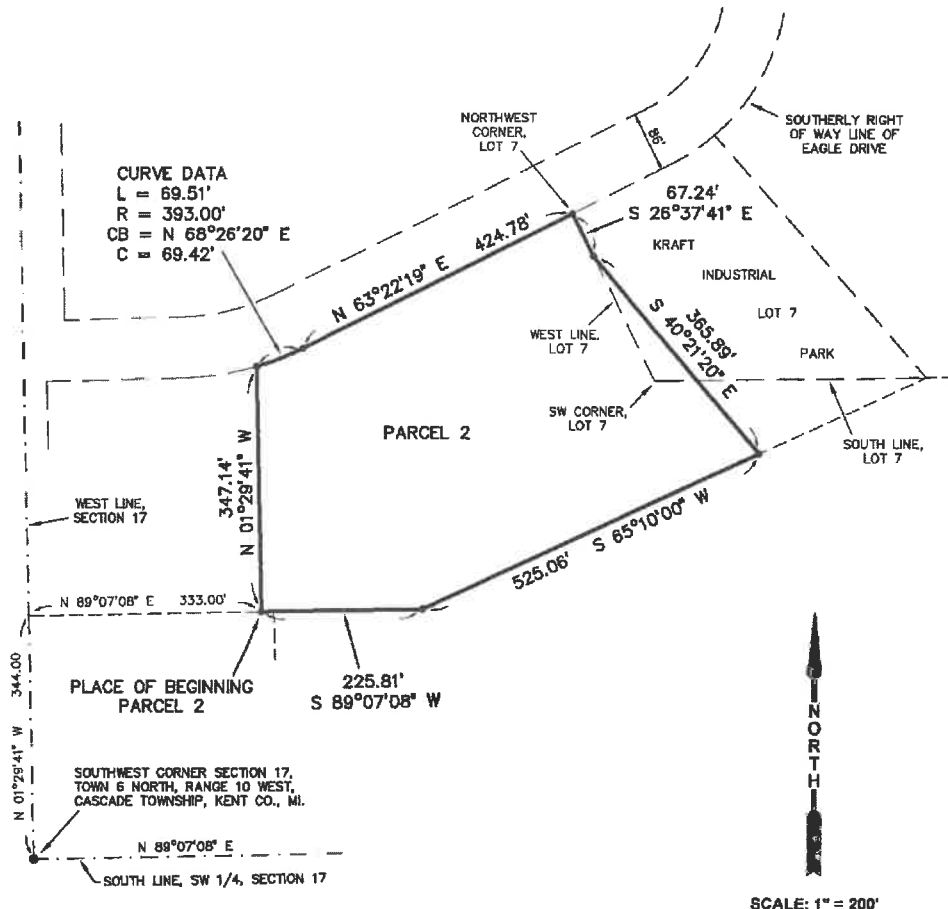 NORTHWEST
CORNER,
LOT 7
86'
SOUTHERLY RIGHT
OF WAY LINE OF
EAGLE DRIVE
CURVE DATA
L = 69.51'
R = 393.00'
CB = N 68°26'20" E
C = 69.42'
67.24'
S 26°37'41" E
424.78'
N 63°22'19" E
KRAFT
INDUSTRIAL
LOT 7
PARK
365.89'
S 40°21'20" E
WEST LINE,
LOT 7
SW CORNER,
LOT 7
SOUTH LINE,
LOT 7
PARCEL 2
347.14'
N 01°29'41" W
WEST LINE,
SECTION 17
525.06' S 65°10'00" W
N 89°07'08" E 333.00'
225.81'
S 89°07'08" W
PLACE OF BEGINNING
PARCEL 2
N 01°29'41" W 344.00
SOUTHWEST CORNER SECTION 17,
TOWN 6 NORTH, RANGE 10 WEST,
CASCADE TOWNSHIP, KENT CO., MI.
N 89°07'08" E
SOUTH LINE, SW 1/4, SECTION 17
NORTH
SCALE: 1" = 200'